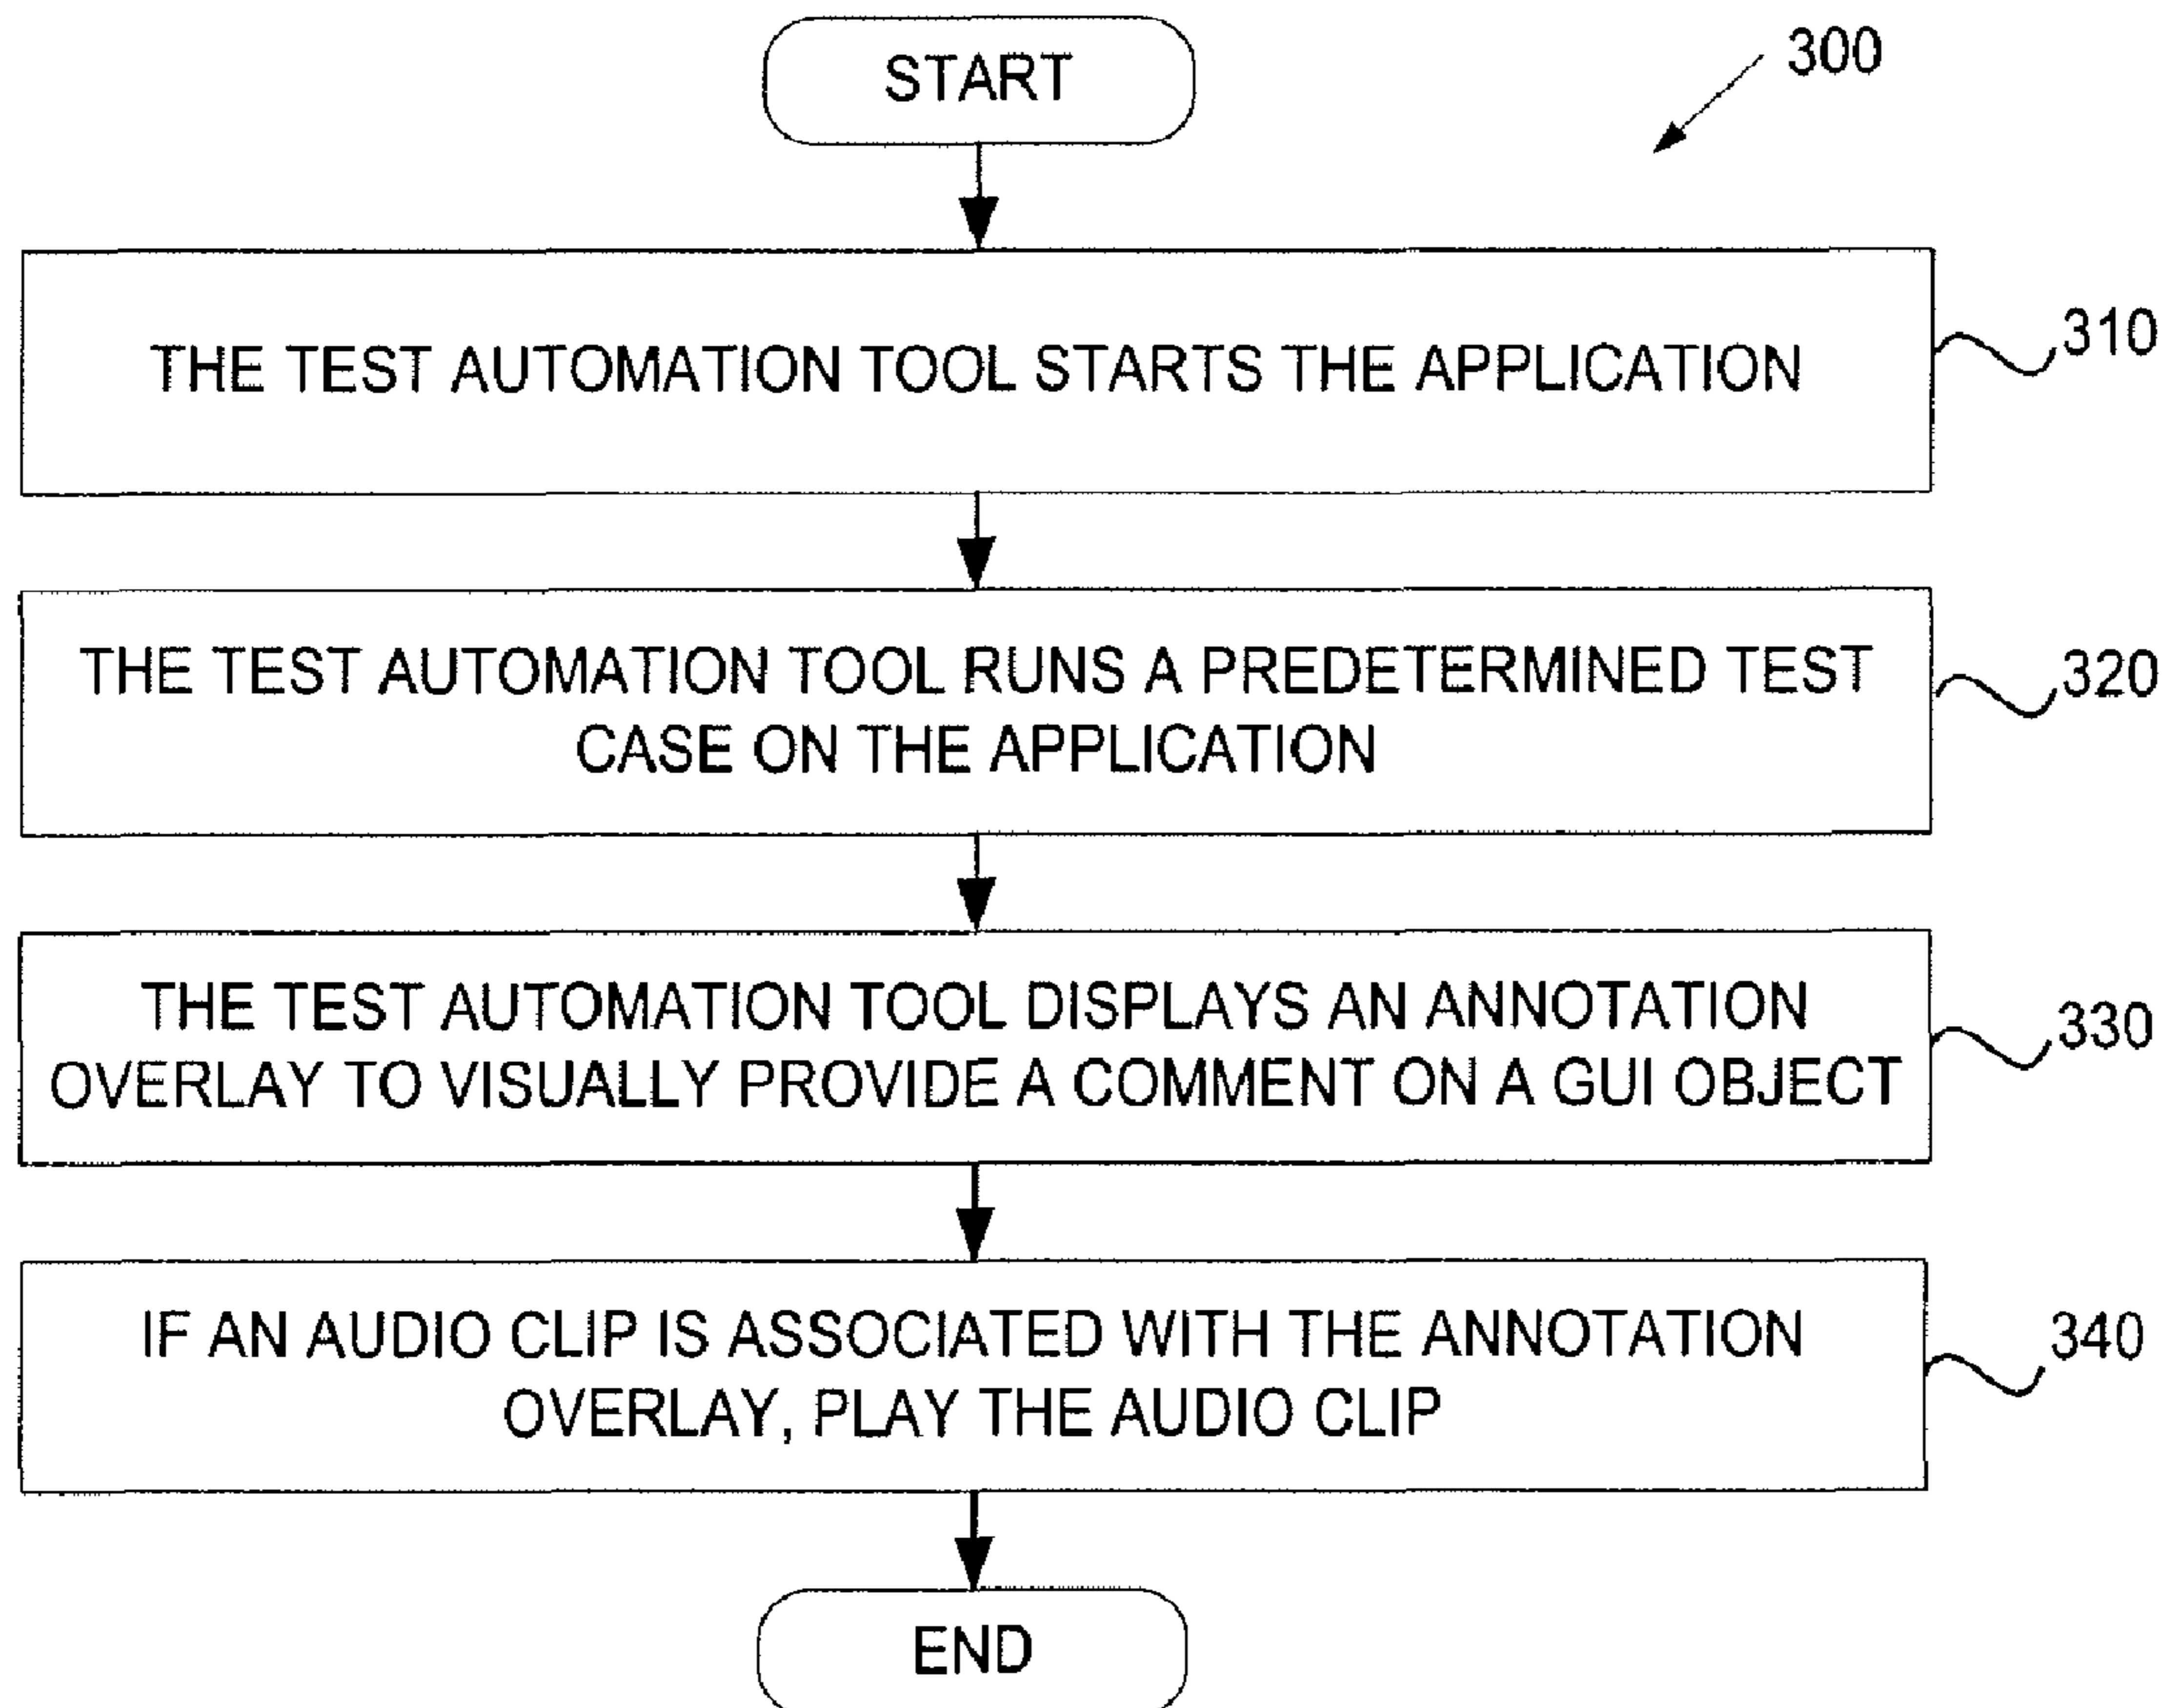 START
300
THE TEST AUTOMATION TOOL STARTS THE APPLICATION
310
THE TEST AUTOMATION TOOL RUNS A PREDETERMINED TEST
CASE ON THE APPLICATION
320
THE TEST AUTOMATION TOOL DISPLAYS AN ANNOTATION
OVERLAY TO VISUALLY PROVIDE A COMMENT ON A GUI OBJECT
330
IF AN AUDIO CLIP IS ASSOCIATED WITH THE ANNOTATION
OVERLAY, PLAY THE AUDIO CLIP
340
END